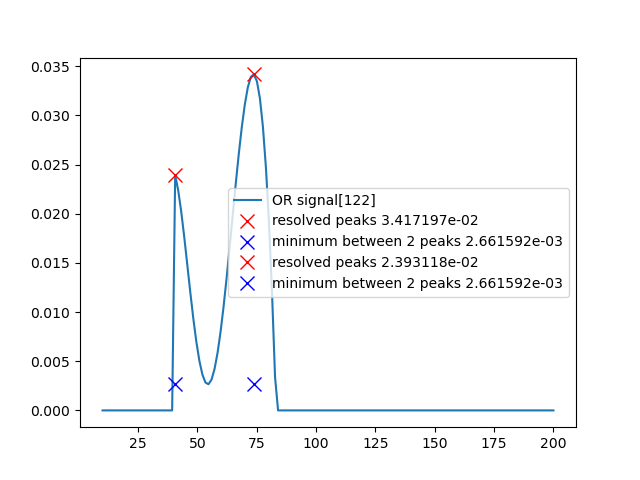 0.035
0.030
0.025
0.020
0.015
0.010
0.005
0.000
OR signal[122]
resolved peaks 3.417197e-02
minimum between 2 peaks 2.661592e-03
resolved peaks 2.393118e-02
minimum between 2 peaks 2.661592e-03
25 50 75 100 125 150 175 200